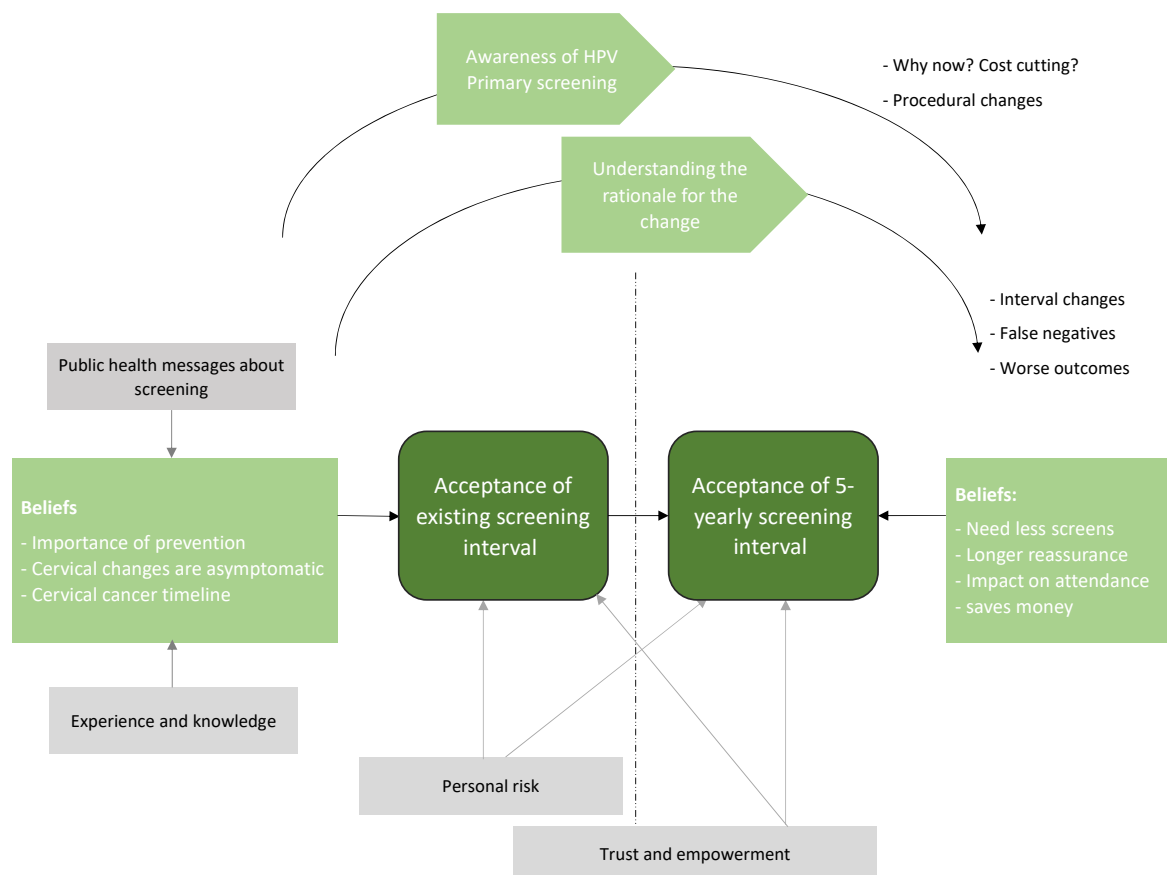 Awareness of HPV
Primary screening
- Why now? Cost cutting?
- Procedural changes
Understanding the
rationale for the
change
- Interval changes
- False negatives
- Worse outcomes
Public health messages about
screening
Beliefs
- Importance of prevention
- Cervical changes are asymptomatic
- Cervical cancer timeline
Acceptance of
existing screening
interval
Acceptance of 5-
yearly screening
interval
Beliefs:
- Need less screens
- Longer reassurance
- Impact on attendance
- saves money
Experience and knowledge
Personal risk
Trust and empowerment